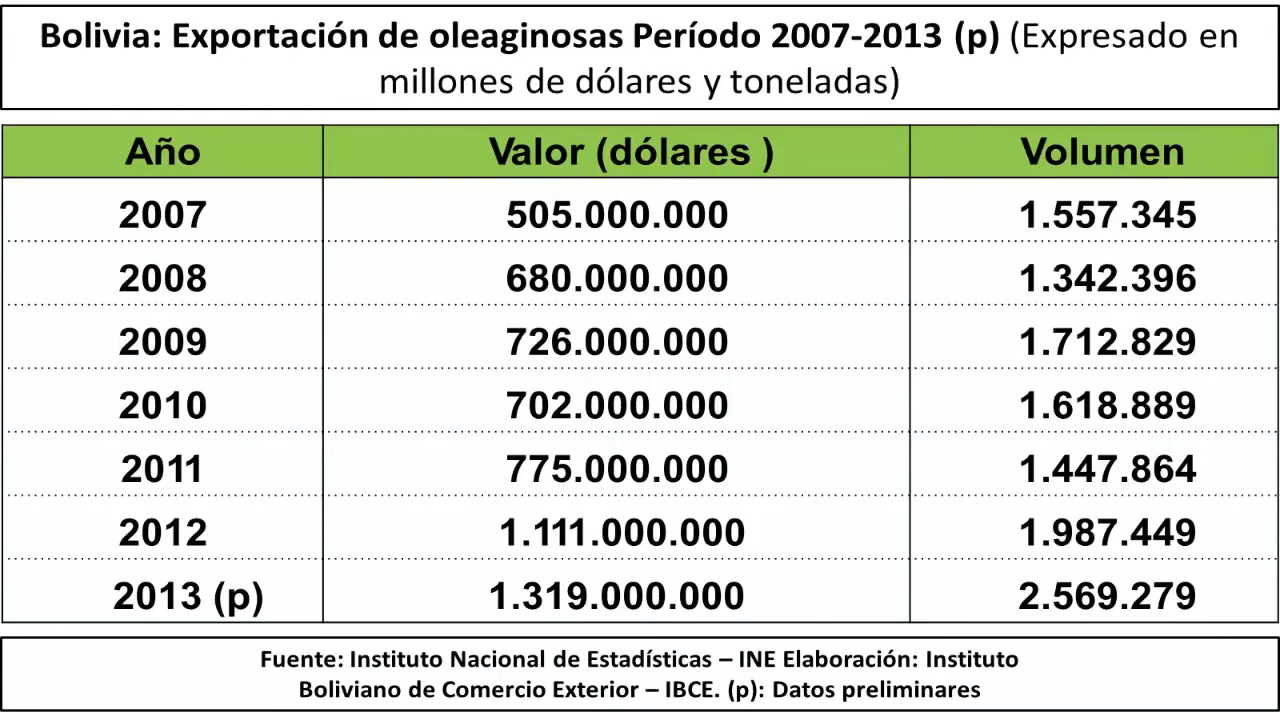 Bolivia: Exportación de oleaginosas Período 2007-2013 (p) (Expresado en
millones de dólares y toneladas)
Año Valor (dólares ) Volumen
2007 505.000.000 1.557.345
2008 680.000.000 1.342.396
2009 726.000.000 1.712.829
2010 702.000.000 1.618.889
2011 775.000.000 1.447.864
2012 1.111.000.000 1.987.449
2013 (p) 1.319.000.000 2.569.279
Fuente: Instituto Nacional de Estadísticas – INE Elaboración: Instituto
Boliviano de Comercio Exterior – IBCE. (p): Datos preliminares